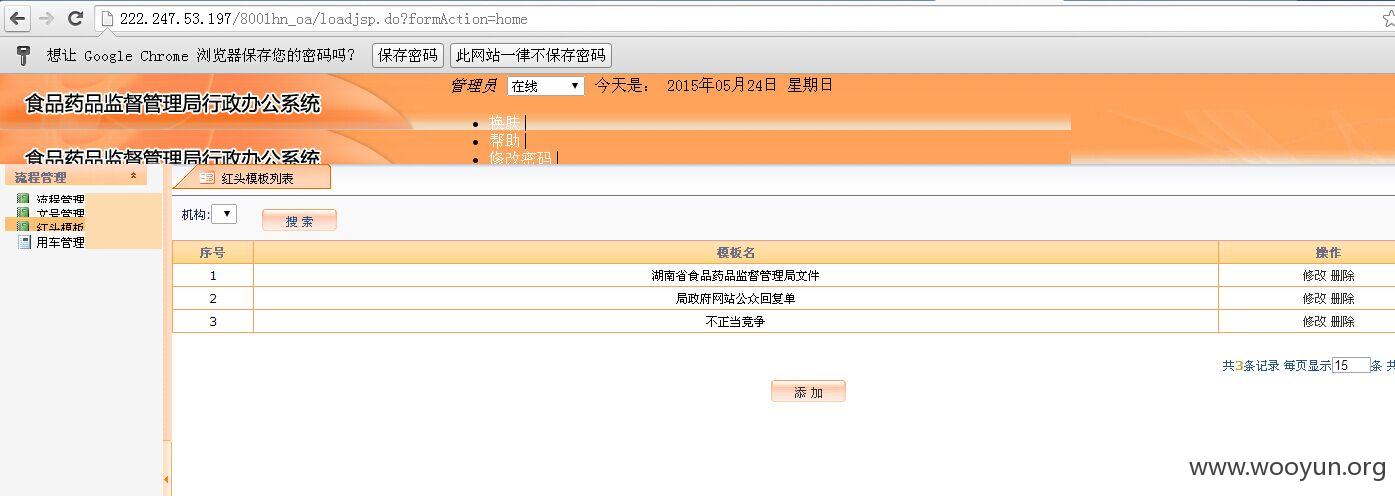 222.247.53.197/8001hn_oa/loadjsp.do?formAction=home
想让 Google Chrome 浏览器保存您的密码吗？ 保存密码 此网站一律不保存密码
管理员 在线 今天是： 2015年05月24日 星期日
食品药品监督管理局行政办公系统
换肤
帮助
食品药品监督管理局行政办公系统
修改密码
流程管理
红头模板列表
流程管理
文号管理
红头模板
用车管理
机构: 搜 索
序号 模板名 操作
1 湖南省食品药品监督管理局文件 修改 删除
2 局政府网站公众回复单 修改 删除
3 不正当竞争 修改 删除
共3条记录 每页显示15条 共
添 加
www.wooyun.org